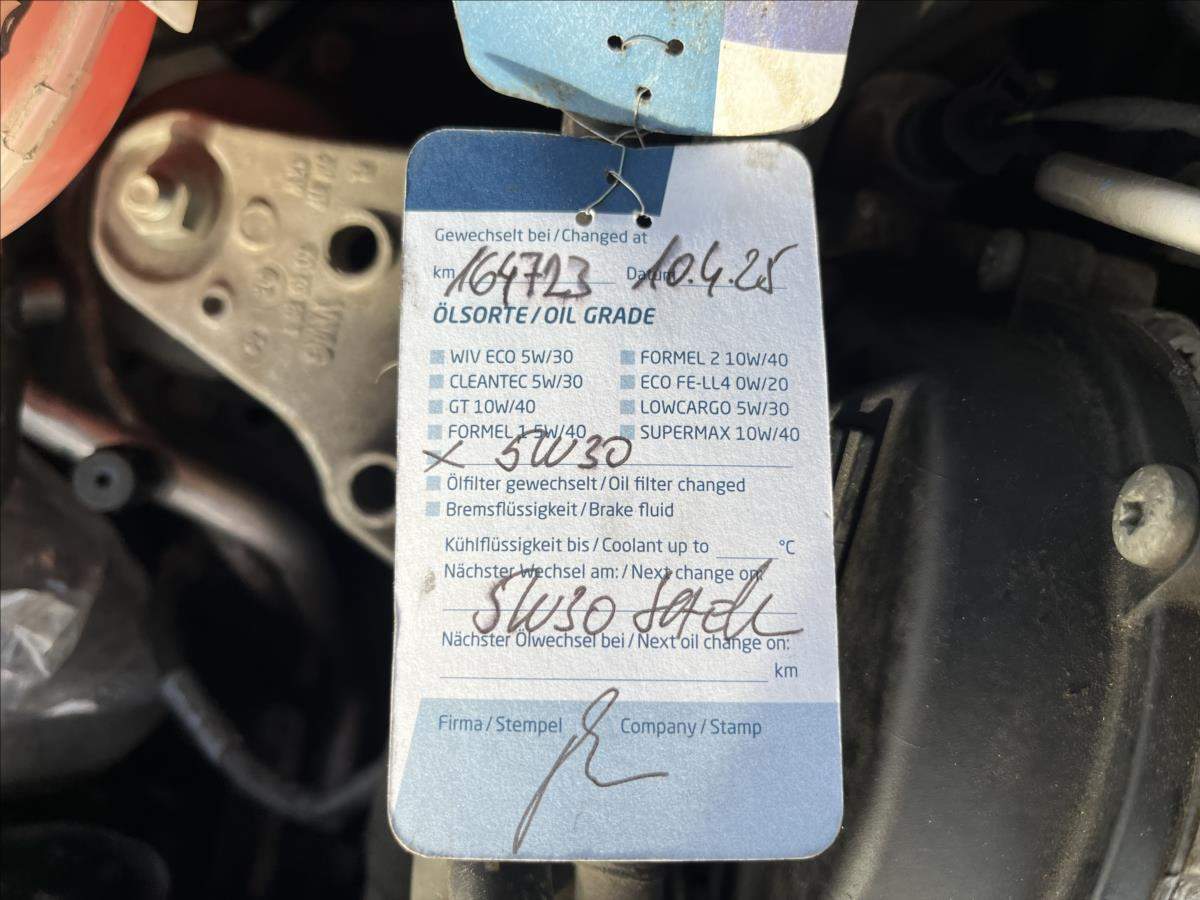 Gewechselt bei/Changed at
km 164723 Datum 10.4.25
ÖLSORTE/OIL GRADE
WIV ECO 5W/30 FORMEL 2 10W/40
CLEANTEC 5W/30 ECO FE-LL4 0W/20
GT 10W/40 LOWCARGO 5W/30
FORMEL 1 5W/40 SUPERMAX 10W/40
x 5W30
Ölfilter gewechselt/Oil filter changed
Bremsflüssigkeit/Brake fluid
Kühlflüssigkeit bis/Coolant up to °C
Nächster Wechsel am:/Next change on:
5W30
Nächster Ölwechsel bei/Next oil change on:
km
Firma/Stempel Company/Stamp